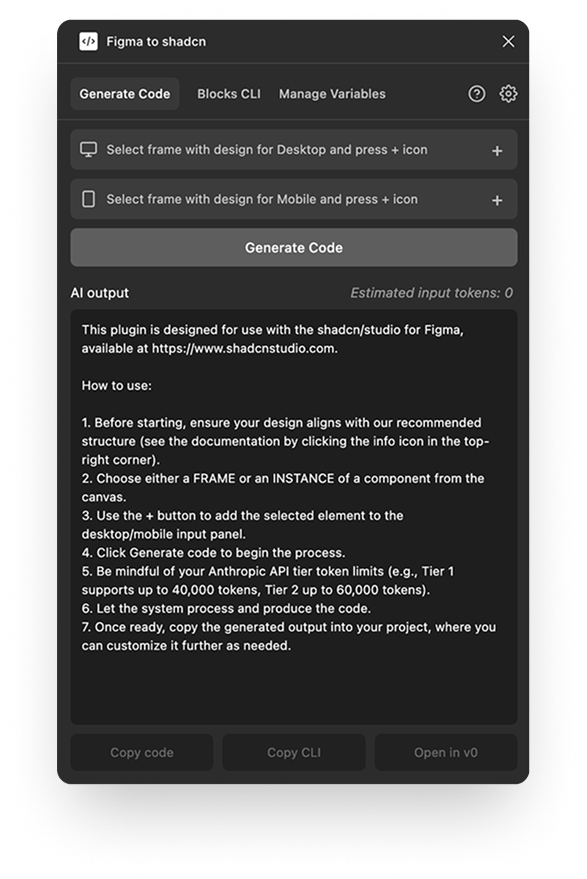 Figma to shadcn
Generate Code
Blocks CLI
Manage Variables
Select frame with design for Desktop and press + icon
+
Select frame with design for Mobile and press + icon
+
Generate Code
AI output
Estimated input tokens: 0
This plugin is designed for use with the shadcn/studio for Figma,
available at https://www.shadcnstudio.com.
How to use:
1. Before starting, ensure your design aligns with our recommended
structure (see the documentation by clicking the info icon in the top-
right corner).
2. Choose either a FRAME or an INSTANCE of a component from the
canvas.
3. Use the + button to add the selected element to the
desktop/mobile input panel.
4. Click Generate code to begin the process.
5. Be mindful of your Anthropic API tier token limits (e.g., Tier 1
supports up to 40,000 tokens, Tier 2 up to 60,000 tokens).
6. Let the system process and produce the code.
7. Once ready, copy the generated output into your project, where you
can customize it further as needed.
Copy code
Copy CLI
Open in v0